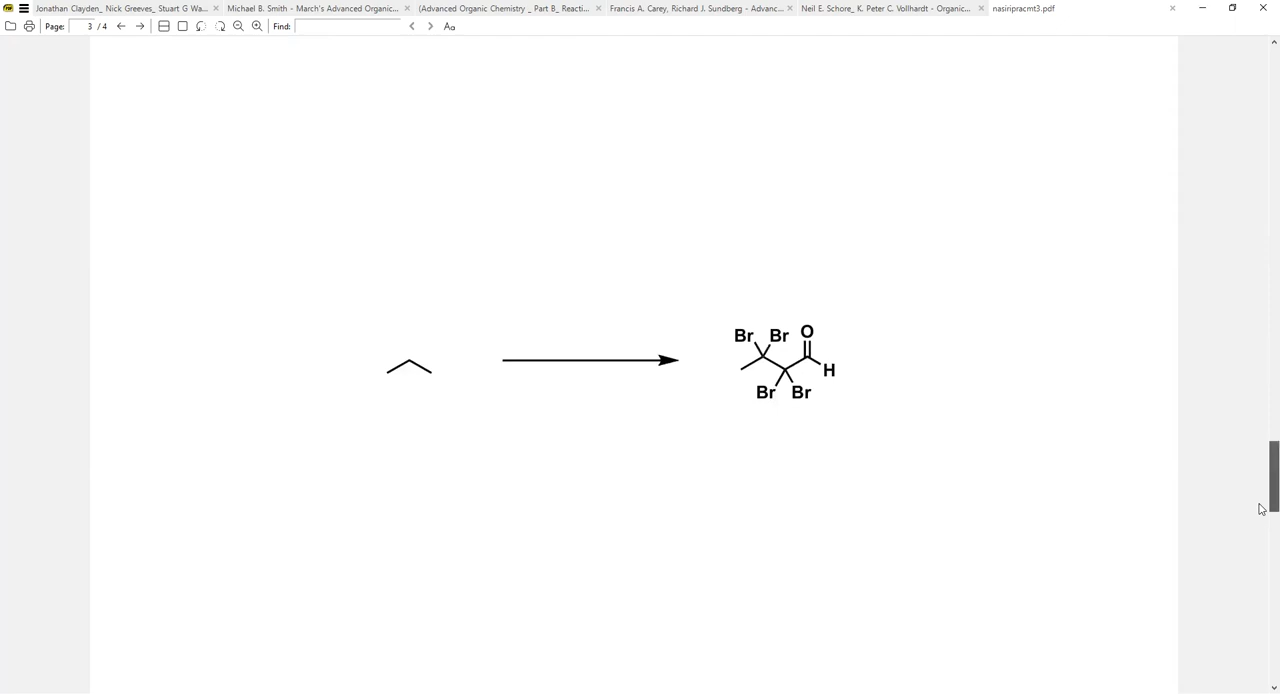 Jonathan Clayden_ Nick Greeves_ Stuart G Wa... Michael B. Smith - March's Advanced Organic... (Advanced Organic Chemistry _ Part B_ Reacti... Francis A. Carey, Richard J. Sundberg - Advanc... Neil E. Schore_ K. Peter C. Vollhardt - Organic... nasiripracmt3.pdf
Page: 3 / 4 Find: Aa
Br Br O
H
Br Br